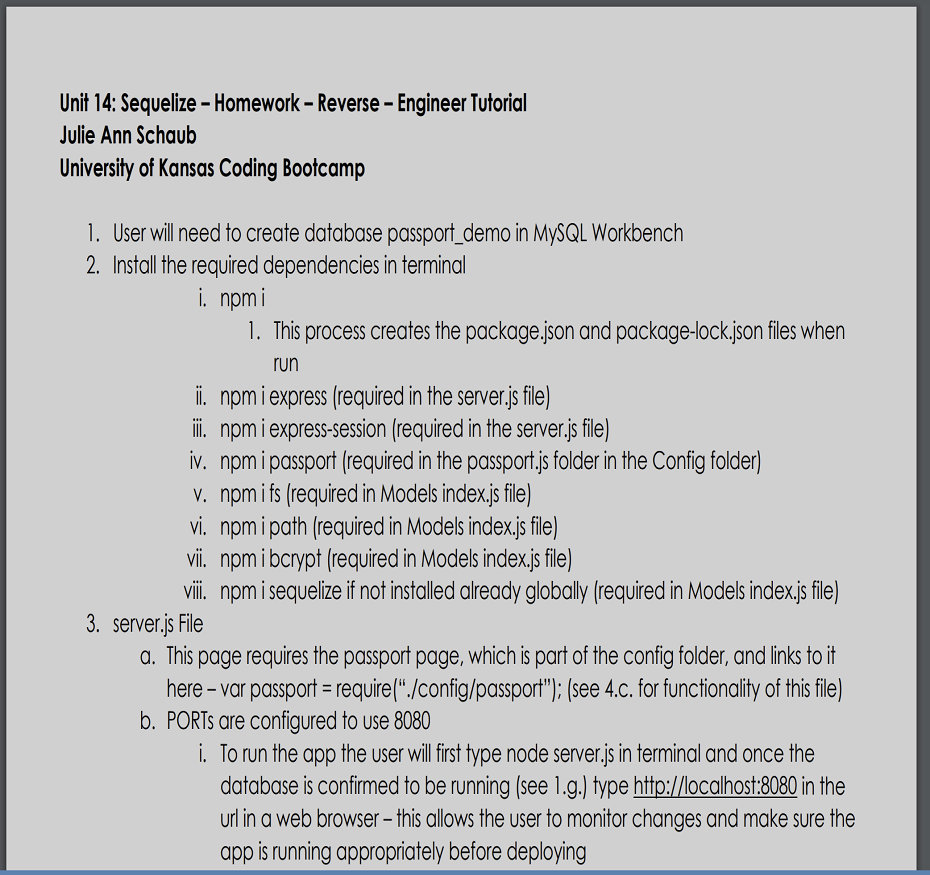 Unit 14: Sequelize – Homework – Reverse – Engineer Tutorial
Julie Ann Schaub
University of Kansas Coding Bootcamp
1. User will need to create database passport_demo in MySQL Workbench
2. Install the required dependencies in terminal
i. npm i
1. This process creates the package.json and package-lock.json files when
run
ii. npm i express (required in the server.js file)
iii. npm i express-session (required in the server.js file)
iv. npm i passport (required in the passport.js folder in the Config folder)
v. npm i fs (required in Models index.js file)
vi. npm i path (required in Models index.js file)
vii. npm i bcrypt (required in Models index.js file)
viii. npm i sequelize if not installed already globally (required in Models index.js file)
3. server.js File
a. This page requires the passport page, which is part of the config folder, and links to it
here – var passport = require(“./config/passport”); (see 4.c. for functionality of this file)
b. PORTs are configured to use 8080
i. To run the app the user will first type node server.js in terminal and once the
database is confirmed to be running (see 1.g.) type http://localhost:8080 in the
url in a web browser – this allows the user to monitor changes and make sure the
app is running appropriately before deploying